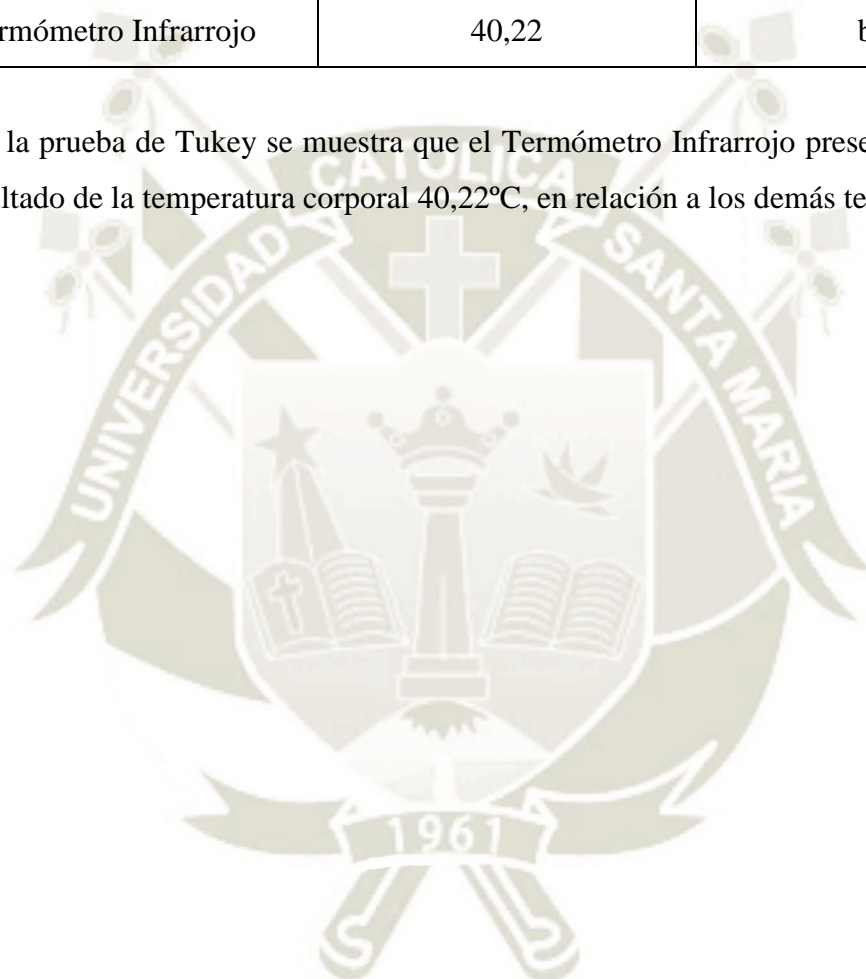 rmómetro Infrarrojo 40,22 b
la prueba de Tukey se muestra que el Termómetro Infrarrojo prese
ltado de la temperatura corporal 40,22ºC, en relación a los demás te
UNIVERSIDAD CATOLICA SANTA MARIA
1961